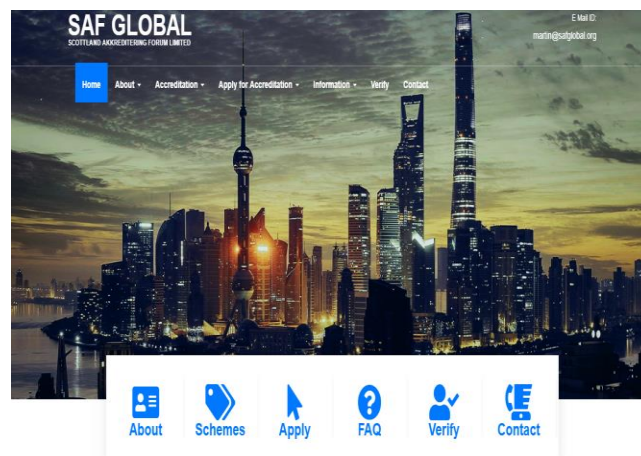 SAF GLOBAL
SCOTTLAND AKKREDITERING FORUM LIMITED
E Mail ID:
martin@safglobal.org
Home About Accreditation Apply for Accreditation Information Verify Contact
About Schemes Apply FAQ Verify Contact